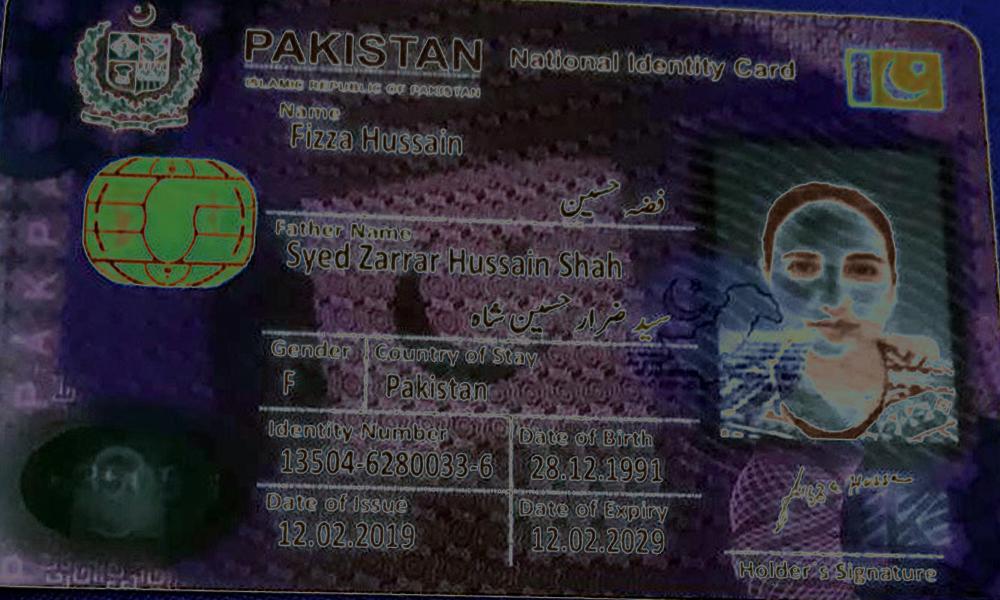 PAKISTAN National Identity Card
ISLAMIC REPUBLIC OF PAKISTAN
Name
Fizza Hussain
فضہ حسین
Father Name
Syed Zarrar Hussain Shah
سید ضرار حسین شاہ
Gender Country of Stay
F Pakistan
Identity Number Date of Birth
13504-6280033-6 28.12.1991
Date of Issue Date of Expiry
12.02.2019 12.02.2029
Holder's Signature